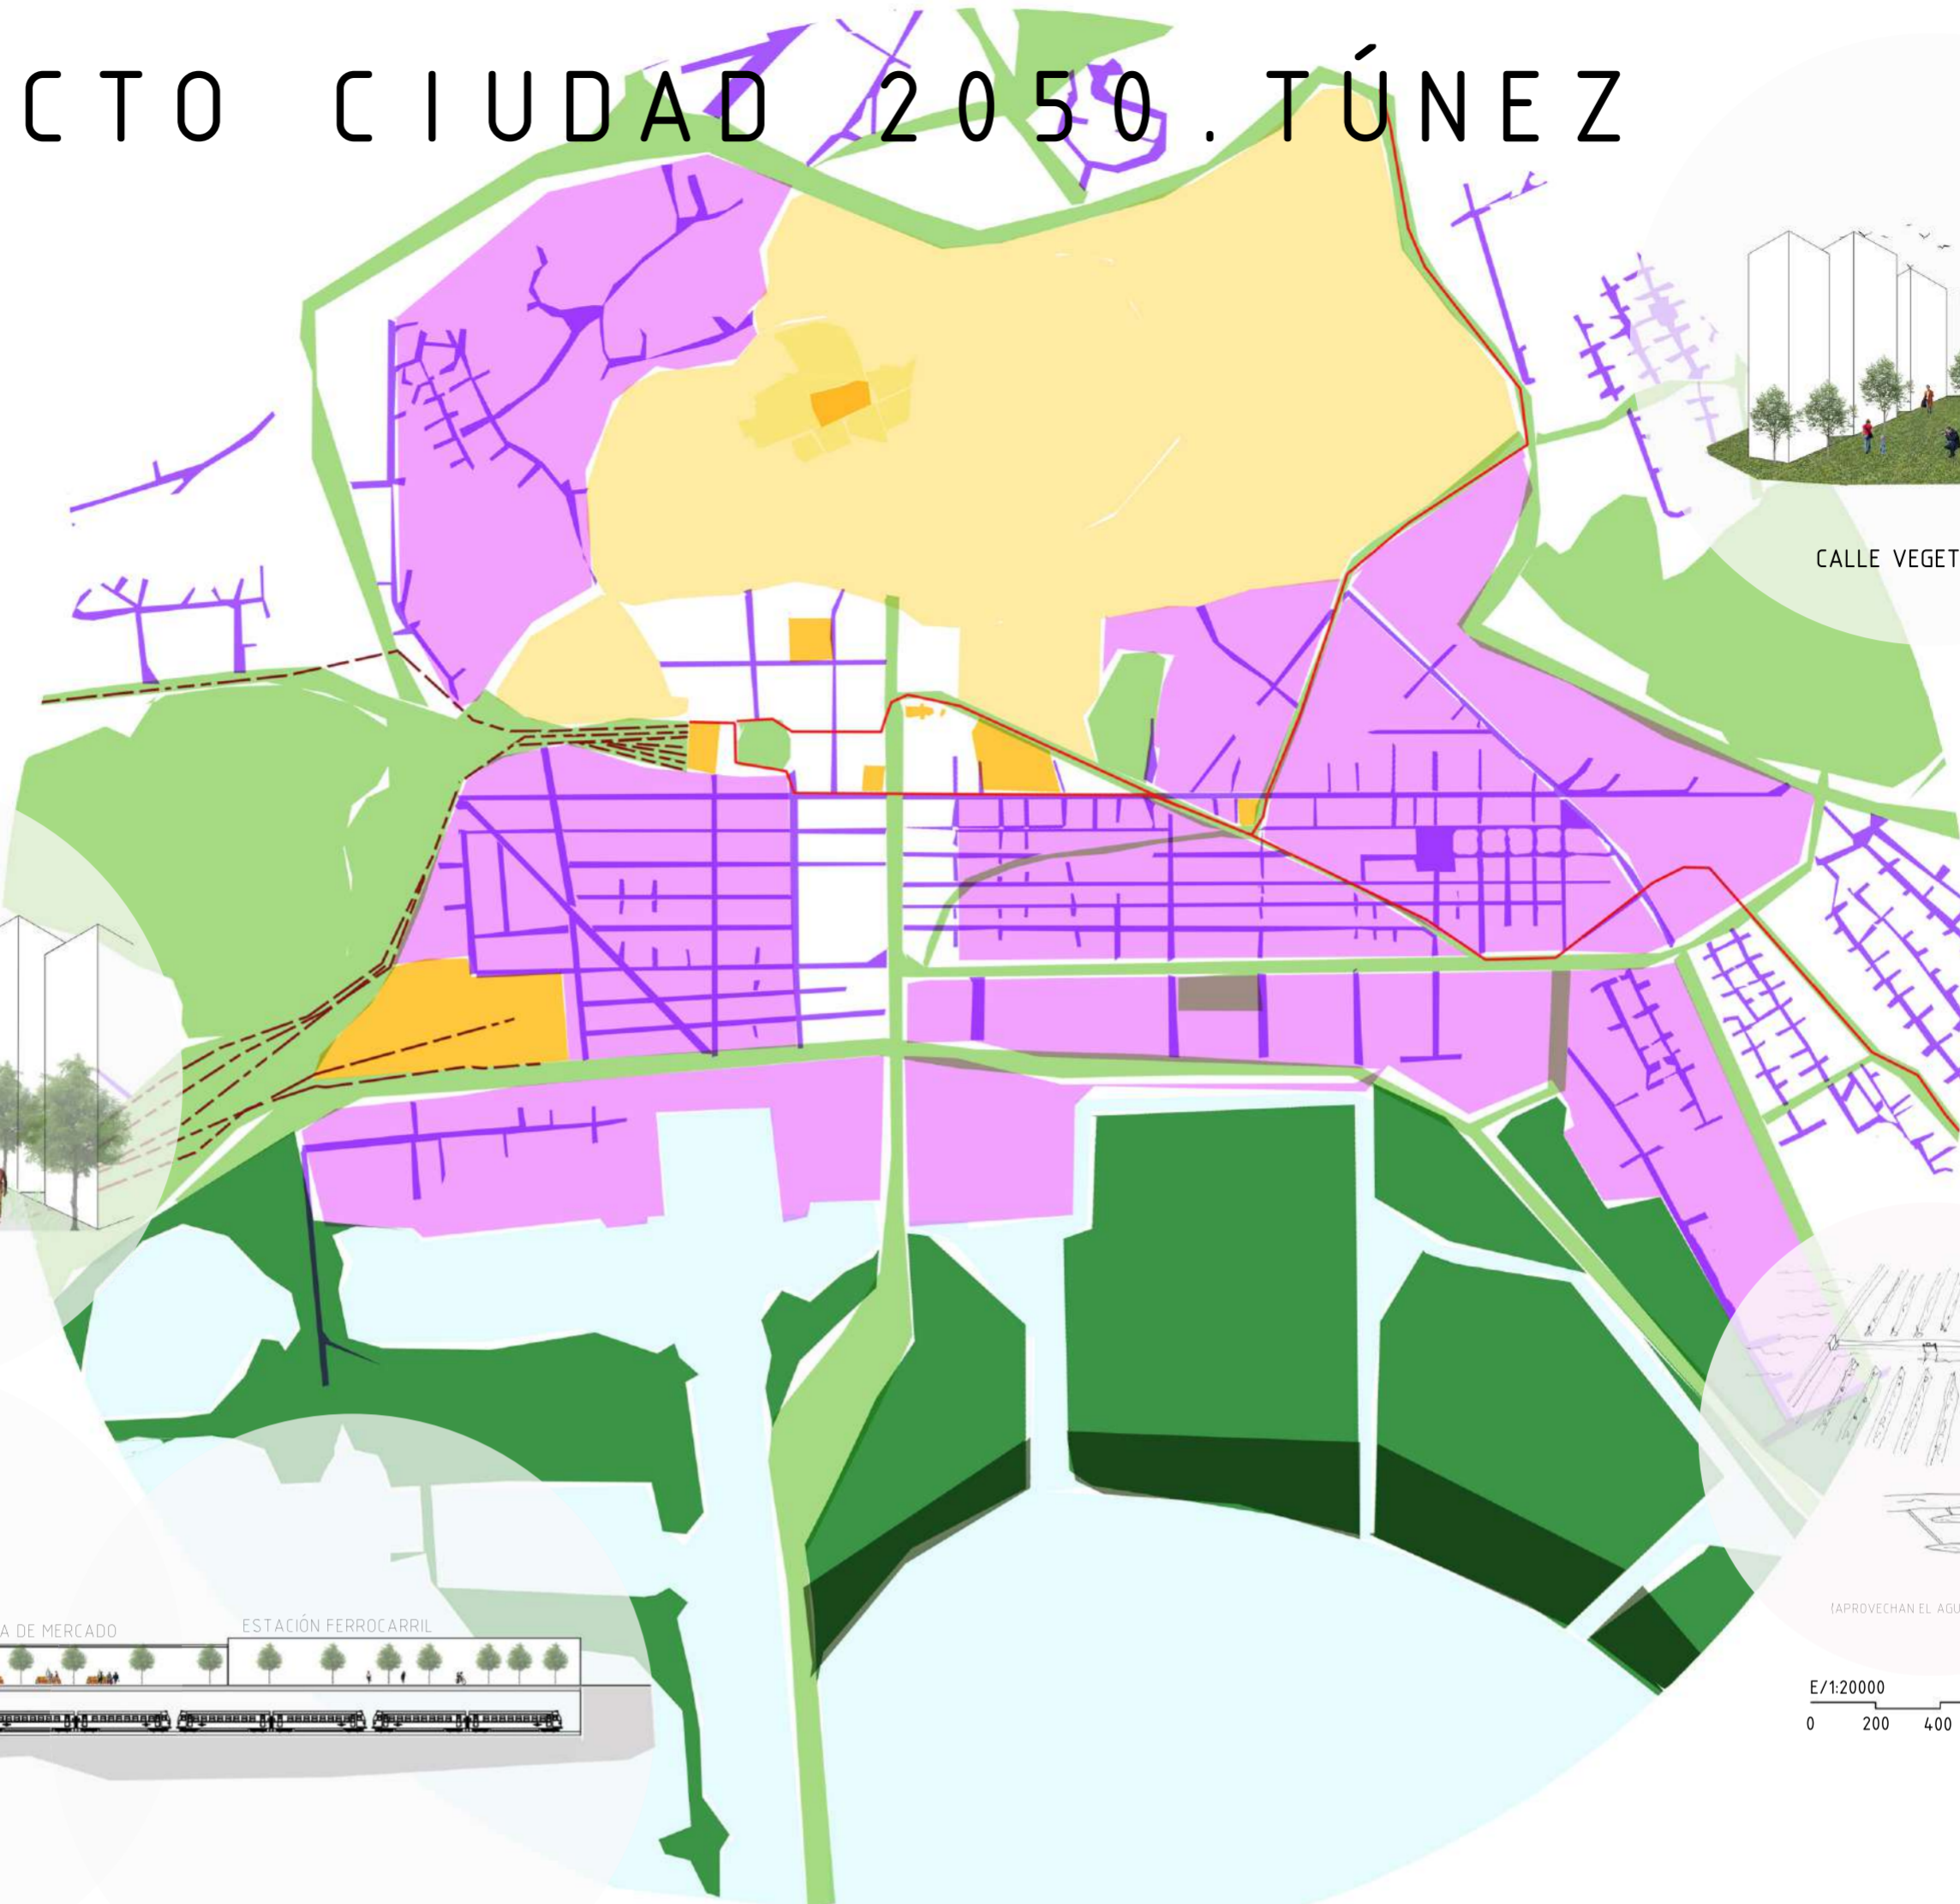 CTO CIUDAD 2050. TÚNEZ
CALLE VEGET
A DE MERCADO
ESTACIÓN FERROCARRIL
(APROVECHAN EL AGU
E/1:20000
0 200 400